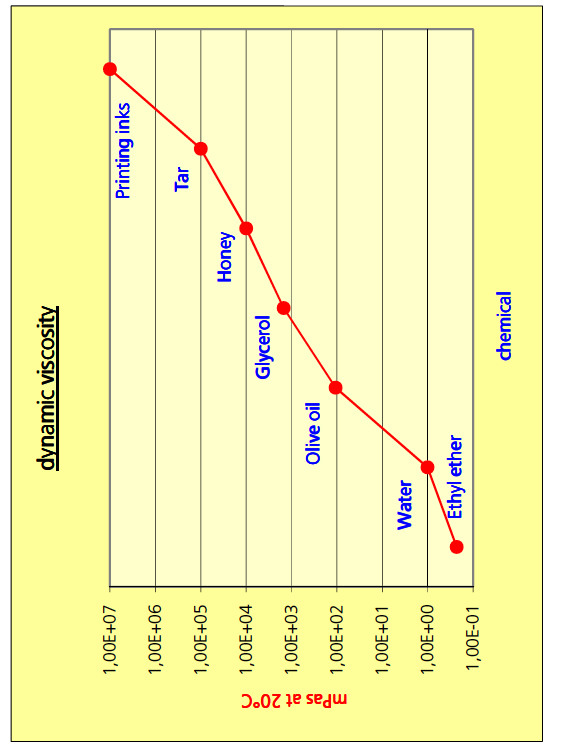 dynamic viscosity
1,00E+07
1,00E+06
1,00E+05
1,00E+04
1,00E+03
1,00E+02
1,00E+01
1,00E+00
1,00E-01
mPas at 20°C
Ethyl ether
Water
Olive oil
Glycerol
Honey
Tar
Printing inks
chemical